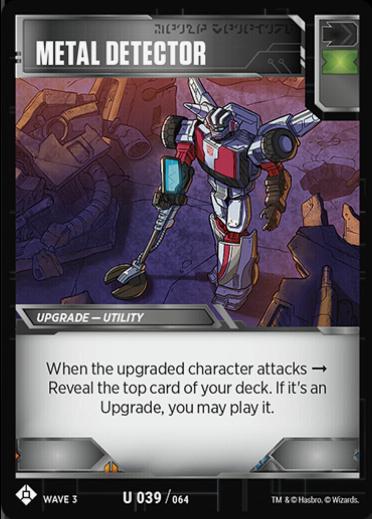 METAL DETECTOR
UPGRADE — UTILITY
When the upgraded character attacks →
Reveal the top card of your deck. If it's an
Upgrade, you may play it.
WAVE 3 U 039/064 TM & © Hasbro. © Wizards.